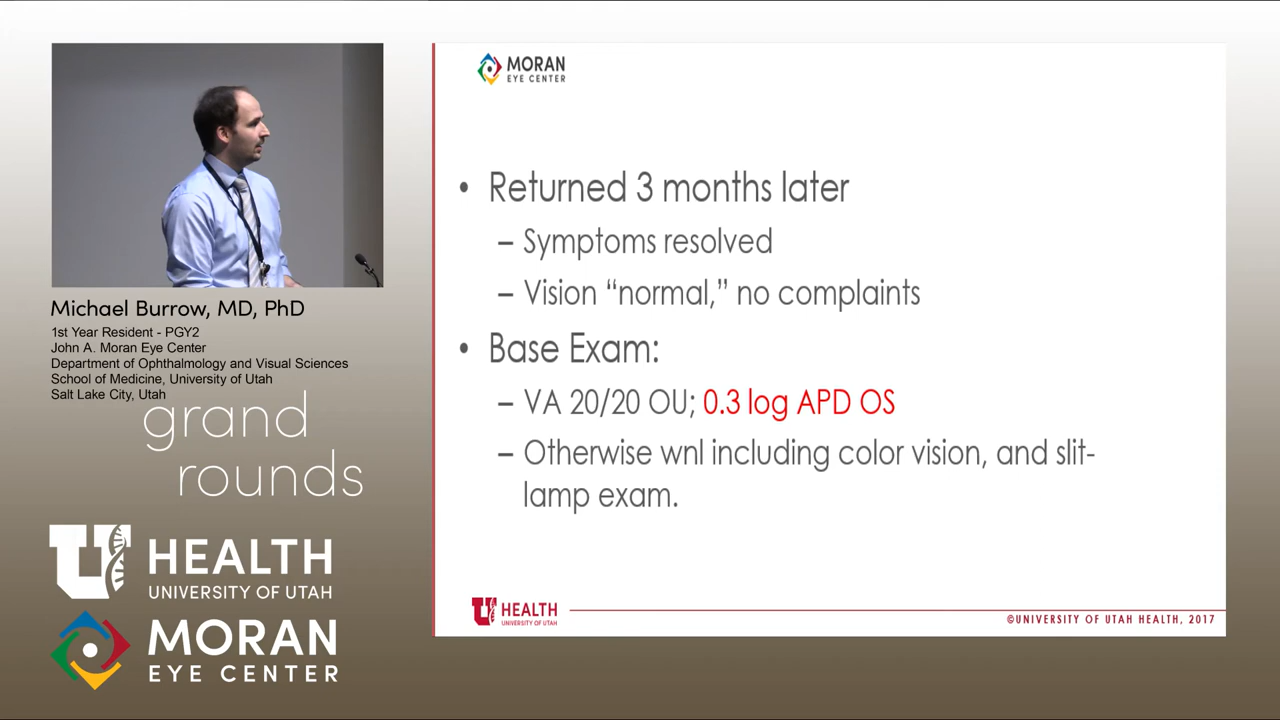 Michael Burrow, MD, PhD
1st Year Resident - PGY2
John A. Moran Eye Center
Department of Ophthalmology and Visual Sciences
School of Medicine, University of Utah
Salt Lake City, Utah
grand
rounds
U HEALTH
UNIVERSITY OF UTAH
MORAN
EYE CENTER
MORAN
EYE CENTER
• Returned 3 months later
– Symptoms resolved
– Vision “normal,” no complaints
• Base Exam:
– VA 20/20 OU; 0.3 log APD OS
– Otherwise wnl including color vision, and slit-
lamp exam.
U HEALTH
UNIVERSITY OF UTAH
©UNIVERSITY OF UTAH HEALTH, 2017